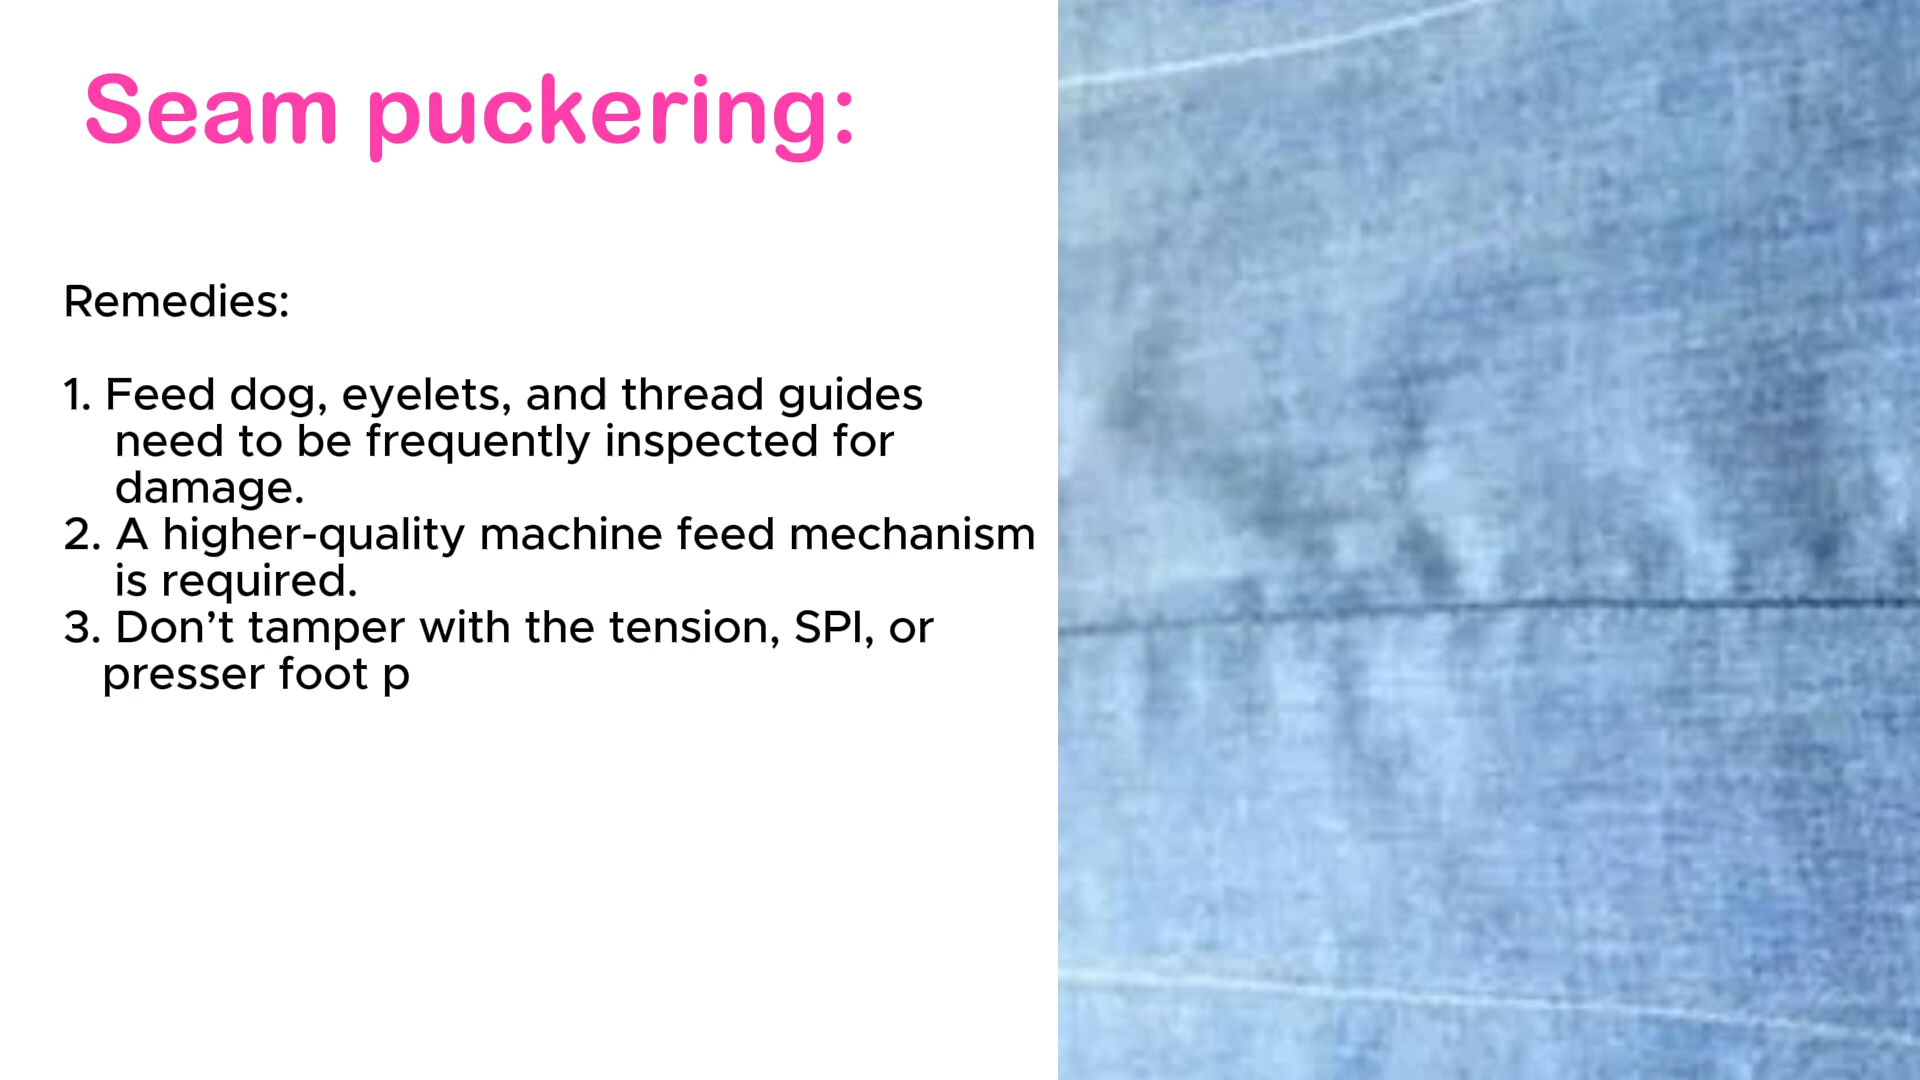 Seam puckering:
Remedies:
1. Feed dog, eyelets, and thread guides
need to be frequently inspected for
damage.
2. A higher-quality machine feed mechanism
is required.
3. Don’t tamper with the tension, SPI, or
presser foot p